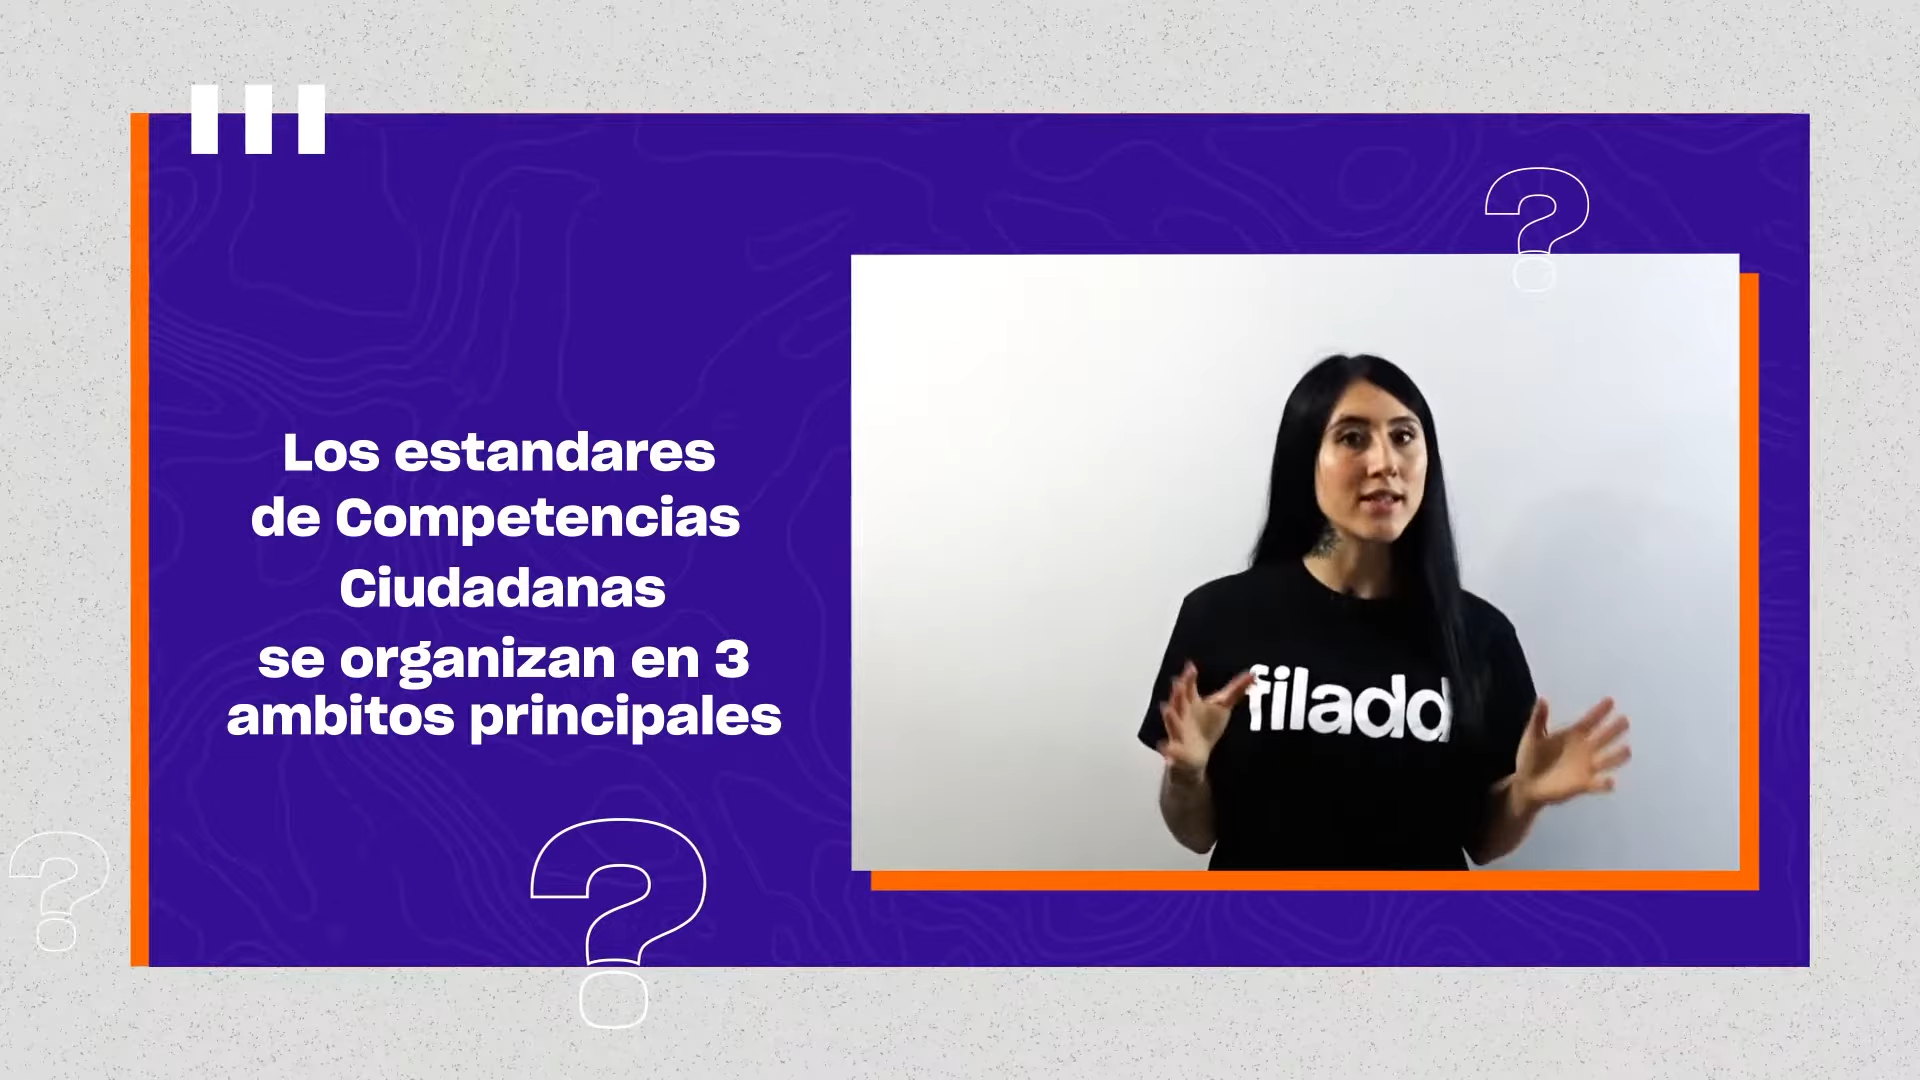 Los estandares
de Competencias
Ciudadanas
se organizan en 3
ambitos principales
filadd